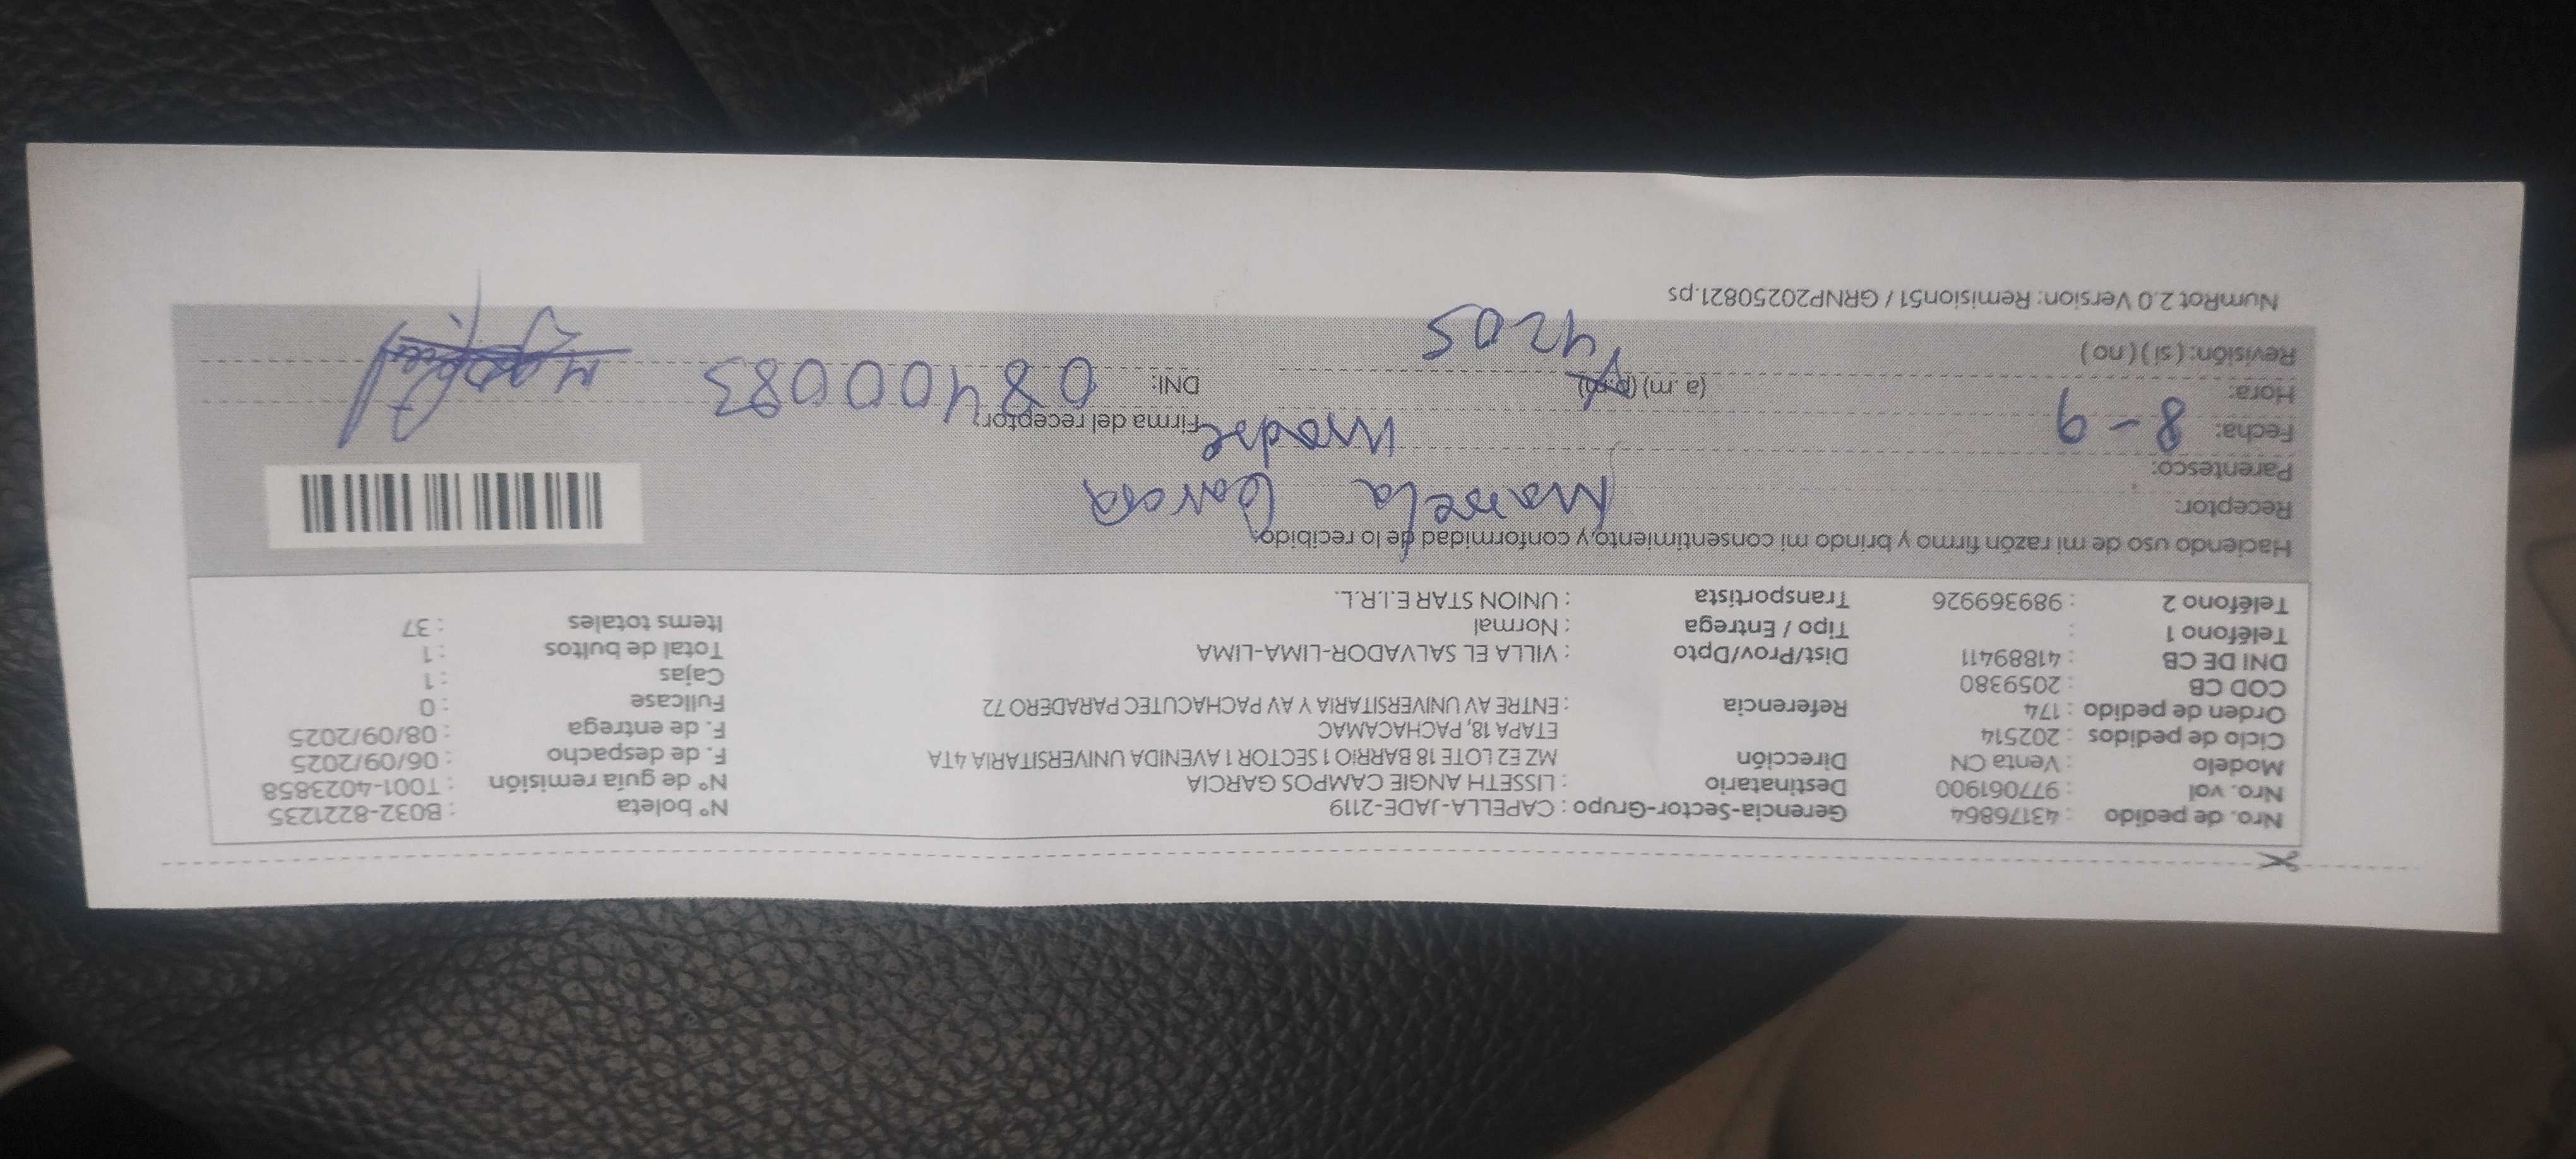 Nro. de pedido : 43176864 Gerencia-Sector-Grupo : CAPELLA-JADE-2119 N° boleta : B032-8221235
Nro. vol : 977061900 Destinatario : LISSETH ANGIE CAMPOS GARCIA N° de guía remisión : T001-4023858
Modelo : Venta CN Dirección MZ E2 LOTE 18 BARRIO 1 SECTOR 1 AVENIDA UNIVERSITARIA 4TA F. de despacho : 06/09/2025
Ciclo de pedidos : 202514 ETAPA 18, PACHACAMAC F. de entrega : 08/09/2025
Orden de pedido : 174 Referencia : ENTRE AV UNIVERSITARIA Y AV PACHACUTEC PARADERO 72 Fullcase : 0
COD CB : 2059380 Cajas : 1
DNI DE CB : 41889411 Dist/Prov/Dpto : VILLA EL SALVADOR-LIMA-LIMA Total de bultos : 1
Teléfono 1 : Tipo / Entrega : Normal Items totales : 37
Teléfono 2 : 989369926 Transportista : UNION STAR E.I.R.L.
Haciendo uso de mi razón firmo y brindo mi consentimiento, y conformidad de lo recibido.
Receptor: Garcia
Parentesco: madre
Fecha: 8-9 Firma del receptor:
Hora: (a.m) (p.m) DNI: 08400083
Revisión: ( si ) ( no ) 4205
NumRot 2.0 Version: Remision51 / GRNP20250821.ps